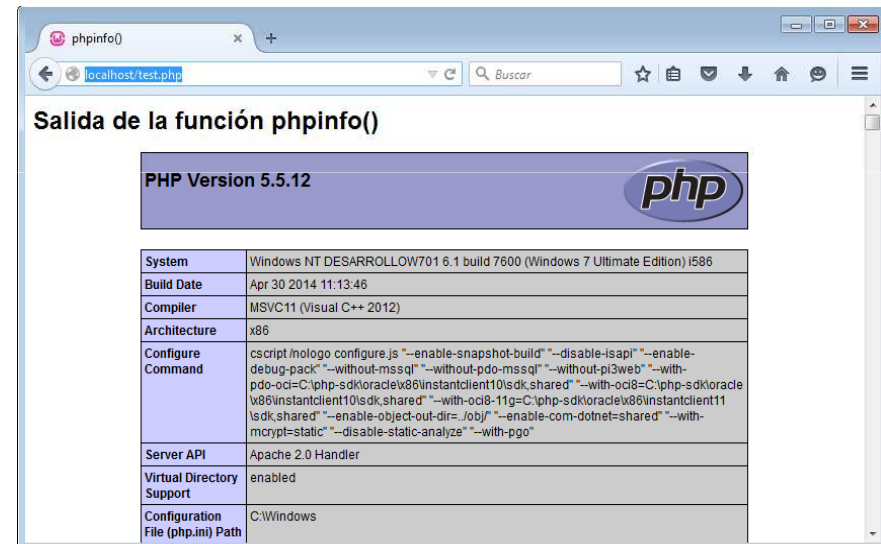 phpinfo()
localhost/test.php
Buscar
Salida de la función phpinfo()
PHP Version 5.5.12
php
System
Windows NT DESARROLLOW701 6.1 build 7600 (Windows 7 Ultimate Edition) i586
Build Date
Apr 30 2014 11:13:46
Compiler
MSVC11 (Visual C++ 2012)
Architecture
x86
Configure
Command
cscript /nologo configure.js "--enable-snapshot-build" "--disable-isapi" "--enable-
debug-pack" "--without-mssql" "--without-pdo-mssql" "--without-pi3web" "--with-
pdo-oci=C:\php-sdk\oracle\x86\instantclient10\sdk,shared" "--with-oci8=C:\php-sdk\oracle
\x86\instantclient10\sdk,shared" "--with-oci8-11g=C:\php-sdk\oracle\x86\instantclient11
\sdk,shared" "--enable-object-out-dir=../obj/" "--enable-com-dotnet=shared" "--with-
mcrypt=static" "--disable-static-analyze" "--with-pgo"
Server API
Apache 2.0 Handler
Virtual Directory
Support
enabled
Configuration
File (php.ini) Path
C:\Windows